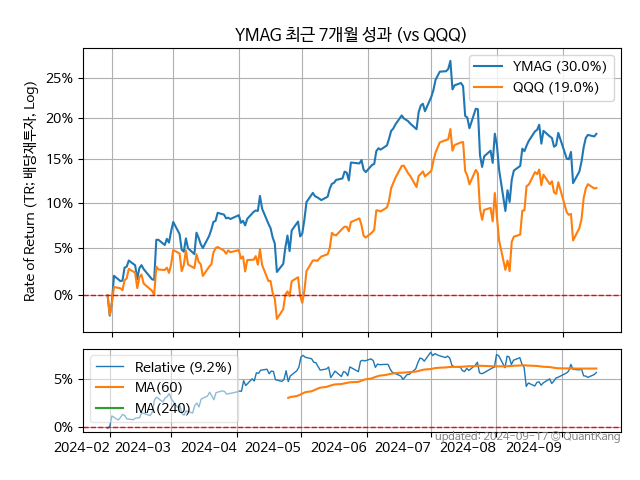 YMAG 최근 7개월 성과 (vs QQQ)
YMAG (30.0%)
QQQ (19.0%)
25%
20%
15%
10%
5%
0%
Rate of Return (TR: 배당재투자, Log)
Relative (9.2%)
MA(60)
MA(240)
5%
0%
2024-02 2024-03 2024-04 2024-05 2024-06 2024-07 2024-08 2024-09
updated: 2024-09-17 © QuantKang